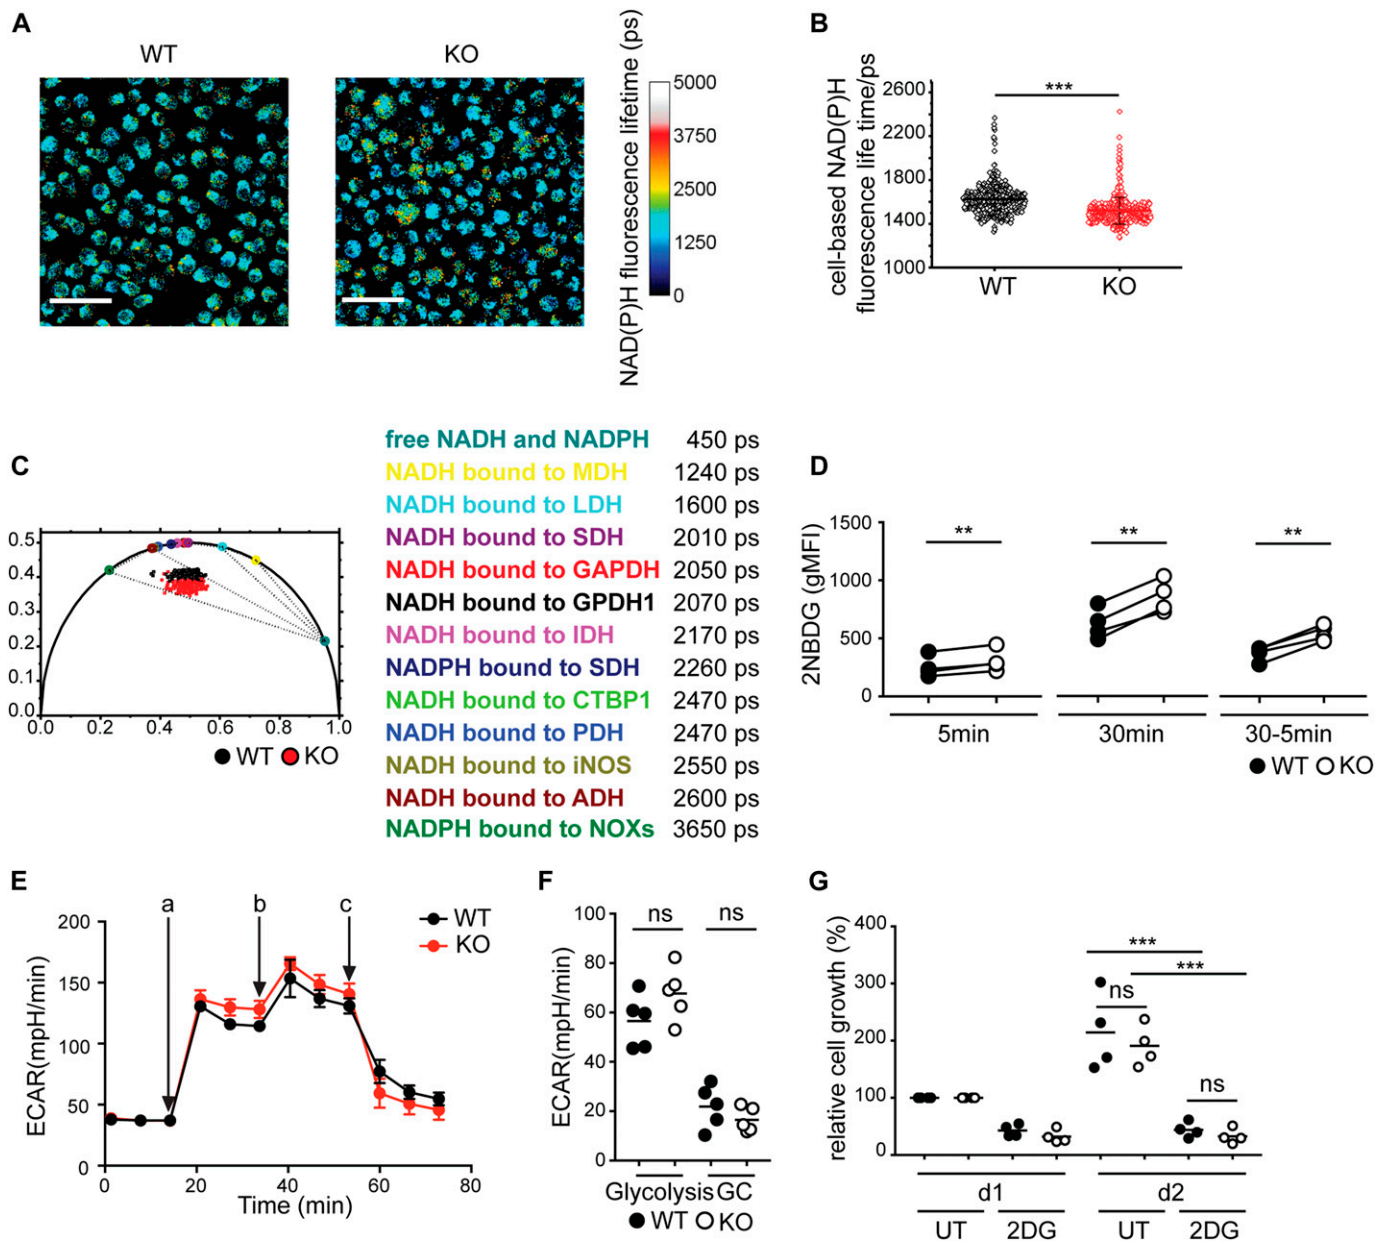 A
WT
KO
NAD(P)H fluorescence lifetime (ps)
5000
3750
2500
1250
0
B
cell-based NAD(P)H
fluorescence life time/ps
2600
2200
1800
1400
1000
***
WT
KO
C
0.5
0.4
0.3
0.2
0.1
0.0
0.0 0.2 0.4 0.6 0.8 1.0
WT KO
free NADH and NADPH 450 ps
NADH bound to MDH 1240 ps
NADH bound to LDH 1600 ps
NADH bound to SDH 2010 ps
NADH bound to GAPDH 2050 ps
NADH bound to GPDH1 2070 ps
NADH bound to IDH 2170 ps
NADPH bound to SDH 2260 ps
NADH bound to CTBP1 2470 ps
NADH bound to PDH 2470 ps
NADH bound to iNOS 2550 ps
NADH bound to ADH 2600 ps
NADPH bound to NOXs 3650 ps
D
2NBDG (gMFI)
1500
1000
500
0
** ** **
5min 30min 30-5min
WT KO
E
ECAR(mpH/min)
200
150
100
50
0
a b c
WT
KO
0 20 40 60 80
Time (min)
F
ECAR(mpH/min)
100
80
60
40
20
0
ns ns
Glycolysis GC
WT KO
G
relative cell growth (%)
400
300
200
100
0
***
***
ns
ns
d1 d2
UT 2DG UT 2DG